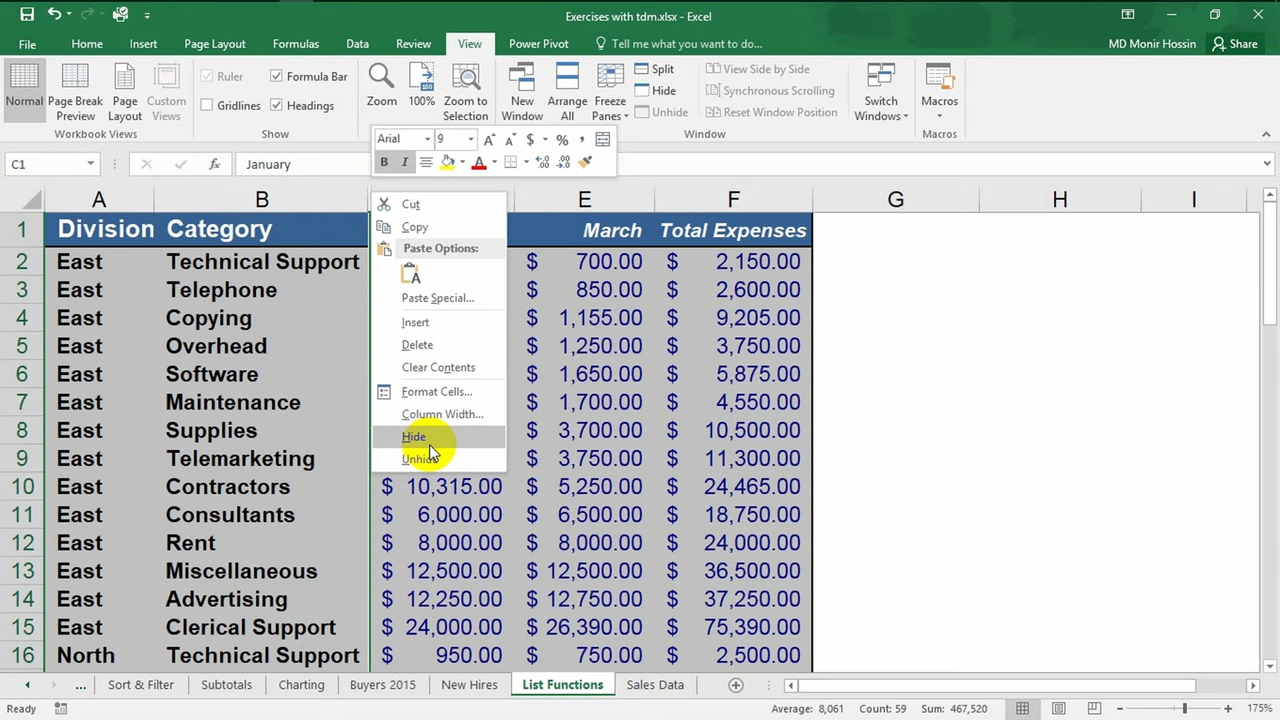 Exercises with tdm.xlsx - Excel
File Home Insert Page Layout Formulas Data Review View Power Pivot Tell me what you want to do... MD Monir Hossin Share
Normal
Page Break Preview
Page Layout
Custom Views
Workbook Views
Ruler
Formula Bar
Gridlines
Headings
Show
Zoom
100
100%
Zoom to Selection
New Window
Arrange All
Freeze Panes
Split
Hide
Unhide
View Side by Side
Synchronous Scrolling
Reset Window Position
Window
Switch Windows
Macros
Macros
Arial 9 A A $ % ,
B I A .00 .00
C1 fx January
A B E F G H I
1 Division Category March Total Expenses
2 East Technical Support $ 700.00 $ 2,150.00
3 East Telephone $ 850.00 $ 2,600.00
4 East Copying $ 1,155.00 $ 9,205.00
5 East Overhead $ 1,250.00 $ 3,750.00
6 East Software $ 1,650.00 $ 5,875.00
7 East Maintenance $ 1,700.00 $ 4,550.00
8 East Supplies $ 3,700.00 $ 10,500.00
9 East Telemarketing $ 3,750.00 $ 11,300.00
10 East Contractors $ 10,315.00 $ 5,250.00 $ 24,465.00
11 East Consultants $ 6,000.00 $ 6,500.00 $ 18,750.00
12 East Rent $ 8,000.00 $ 8,000.00 $ 24,000.00
13 East Miscellaneous $ 12,500.00 $ 12,500.00 $ 36,500.00
14 East Advertising $ 12,250.00 $ 12,750.00 $ 37,250.00
15 East Clerical Support $ 24,000.00 $ 26,390.00 $ 75,390.00
16 North Technical Support $ 950.00 $ 750.00 $ 2,500.00
Cut
Copy
Paste Options:
A
Paste Special...
Insert
Delete
Clear Contents
Format Cells...
Column Width...
Hide
... Sort & Filter Subtotals Charting Buyers 2015 New Hires List Functions Sales Data
Ready Average: 8,061 Count: 59 Sum: 467,520 175%